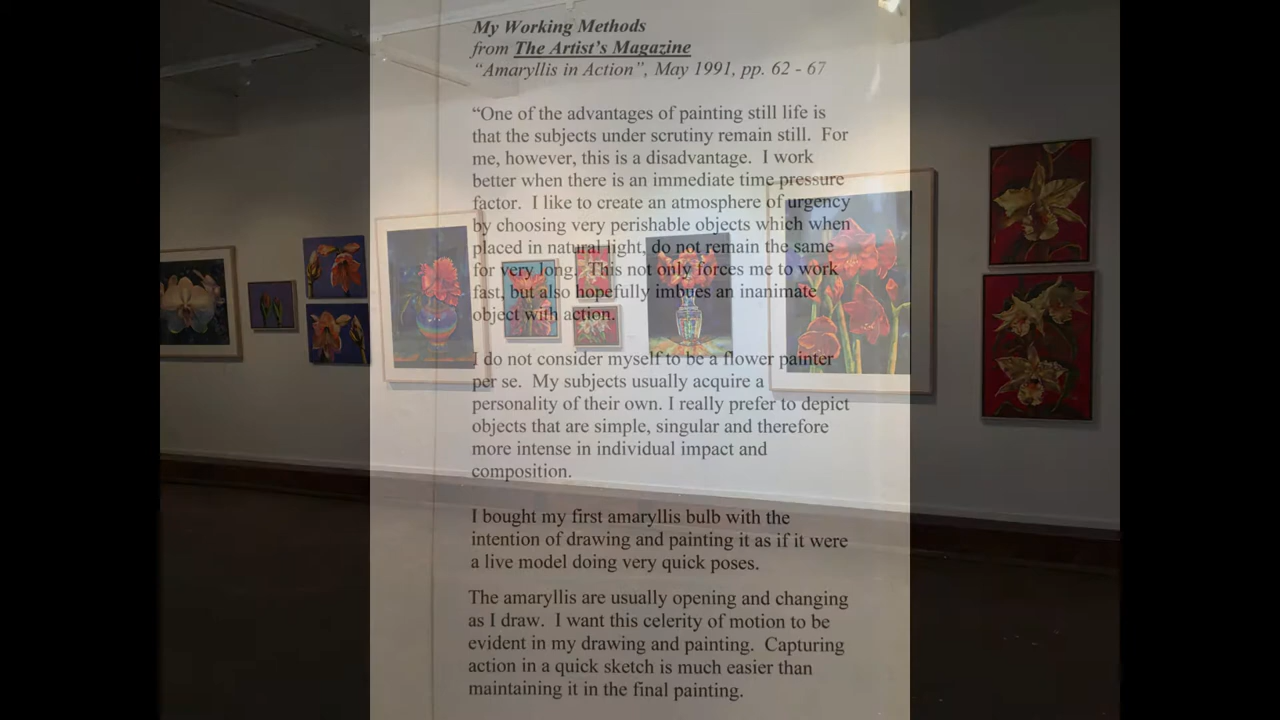 My Working Methods
from The Artist's Magazine
"Amaryllis in Action", May 1991, pp. 62 - 67
"One of the advantages of painting still life is
that the subjects under scrutiny remain still. For
me, however, this is a disadvantage. I work
better when there is an immediate time pressure
factor. I like to create an atmosphere of urgency
by choosing very perishable objects which when
placed in natural light, do not remain the same
for very long. This not only forces me to work
fast, but also hopefully imbues an inanimate
object with action.
I do not consider myself to be a flower painter
per se. My subjects usually acquire a
personality of their own. I really prefer to depict
objects that are simple, singular and therefore
more intense in individual impact and
composition.
I bought my first amaryllis bulb with the
intention of drawing and painting it as if it were
a live model doing very quick poses.
The amaryllis are usually opening and changing
as I draw. I want this celerity of motion to be
evident in my drawing and painting. Capturing
action in a quick sketch is much easier than
maintaining it in the final painting.